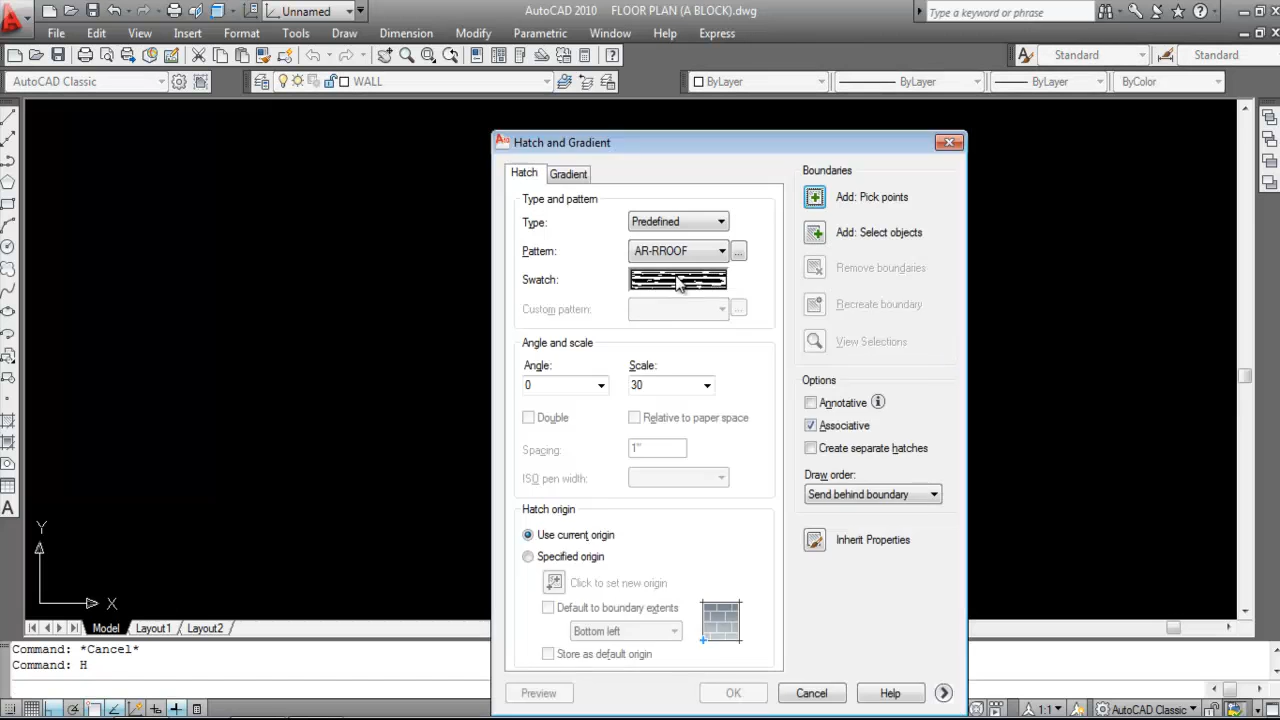 Unnamed
AutoCAD 2010 FLOOR PLAN (A BLOCK).dwg
Type a keyword or phrase
File Edit View Insert Format Tools Draw Dimension Modify Parametric Window Help Express
Standard
Standard
AutoCAD Classic
WALL
ByLayer
ByLayer
ByLayer
ByColor
Hatch and Gradient
Hatch Gradient
Type and pattern
Type: Predefined
Pattern: AR-RROOF ...
Swatch:
Custom pattern: ...
Angle and scale
Angle: Scale:
0 30
Double Relative to paper space
Spacing: 1"
ISO pen width:
Hatch origin
Use current origin
Specified origin
Click to set new origin
Default to boundary extents
Bottom left
Store as default origin
Boundaries
Add: Pick points
Add: Select objects
Remove boundaries
Recreate boundary
View Selections
Options
Annotative
Associative
Create separate hatches
Draw order:
Send behind boundary
Inherit Properties
Preview OK Cancel Help
Y
X
Model Layout1 Layout2
Command: *Cancel*
Command: H
1:1 AutoCAD Classic